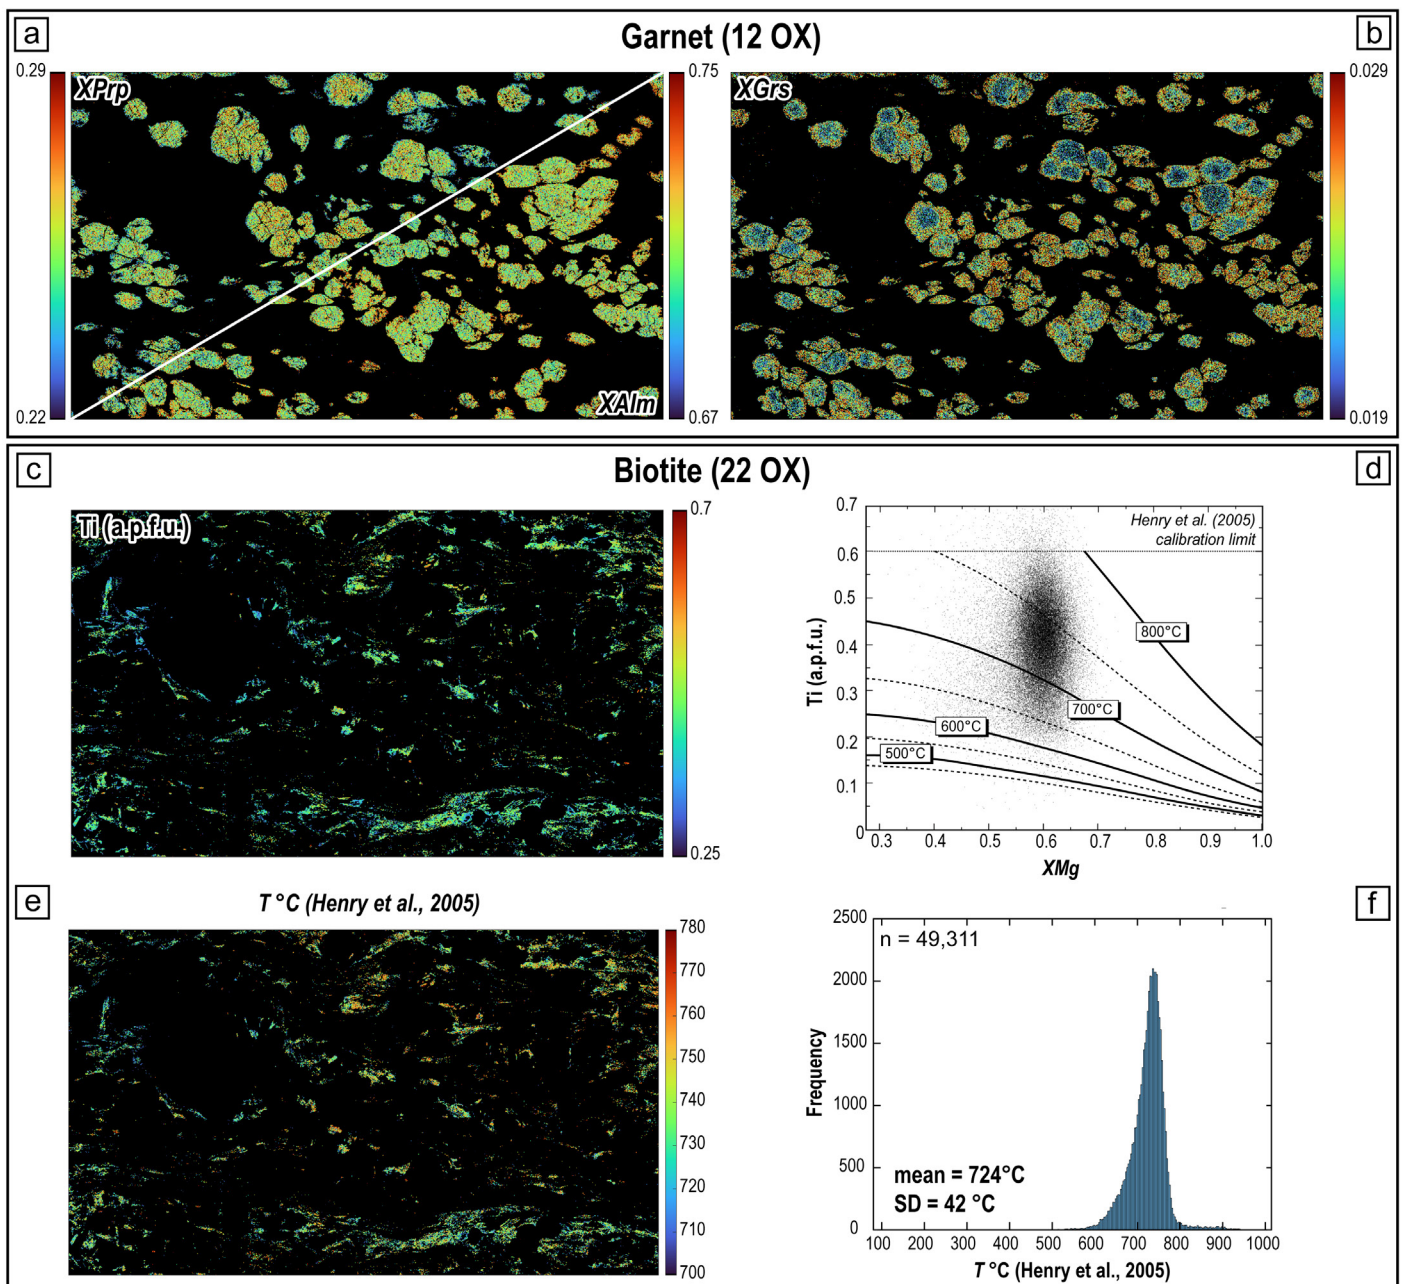 a
Garnet (12 OX)
b
0.29
XPrp
0.75
XGrs
0.029
0.22
XAlm
0.67
0.019
c
Biotite (22 OX)
d
Ti (a.p.f.u.)
0.7
0.25
0.7
0.6
0.5
0.4
0.3
0.2
0.1
0
Ti (a.p.f.u.)
Henry et al. (2005)
calibration limit
800°C
700°C
600°C
500°C
0.3 0.4 0.5 0.6 0.7 0.8 0.9 1.0
XMg
e
T°C (Henry et al., 2005)
780
770
760
750
740
730
720
710
700
f
2500
2000
1500
1000
500
0
Frequency
n = 49,311
mean = 724°C
SD = 42 °C
100 200 300 400 500 600 700 800 900 1000
T°C (Henry et al., 2005)